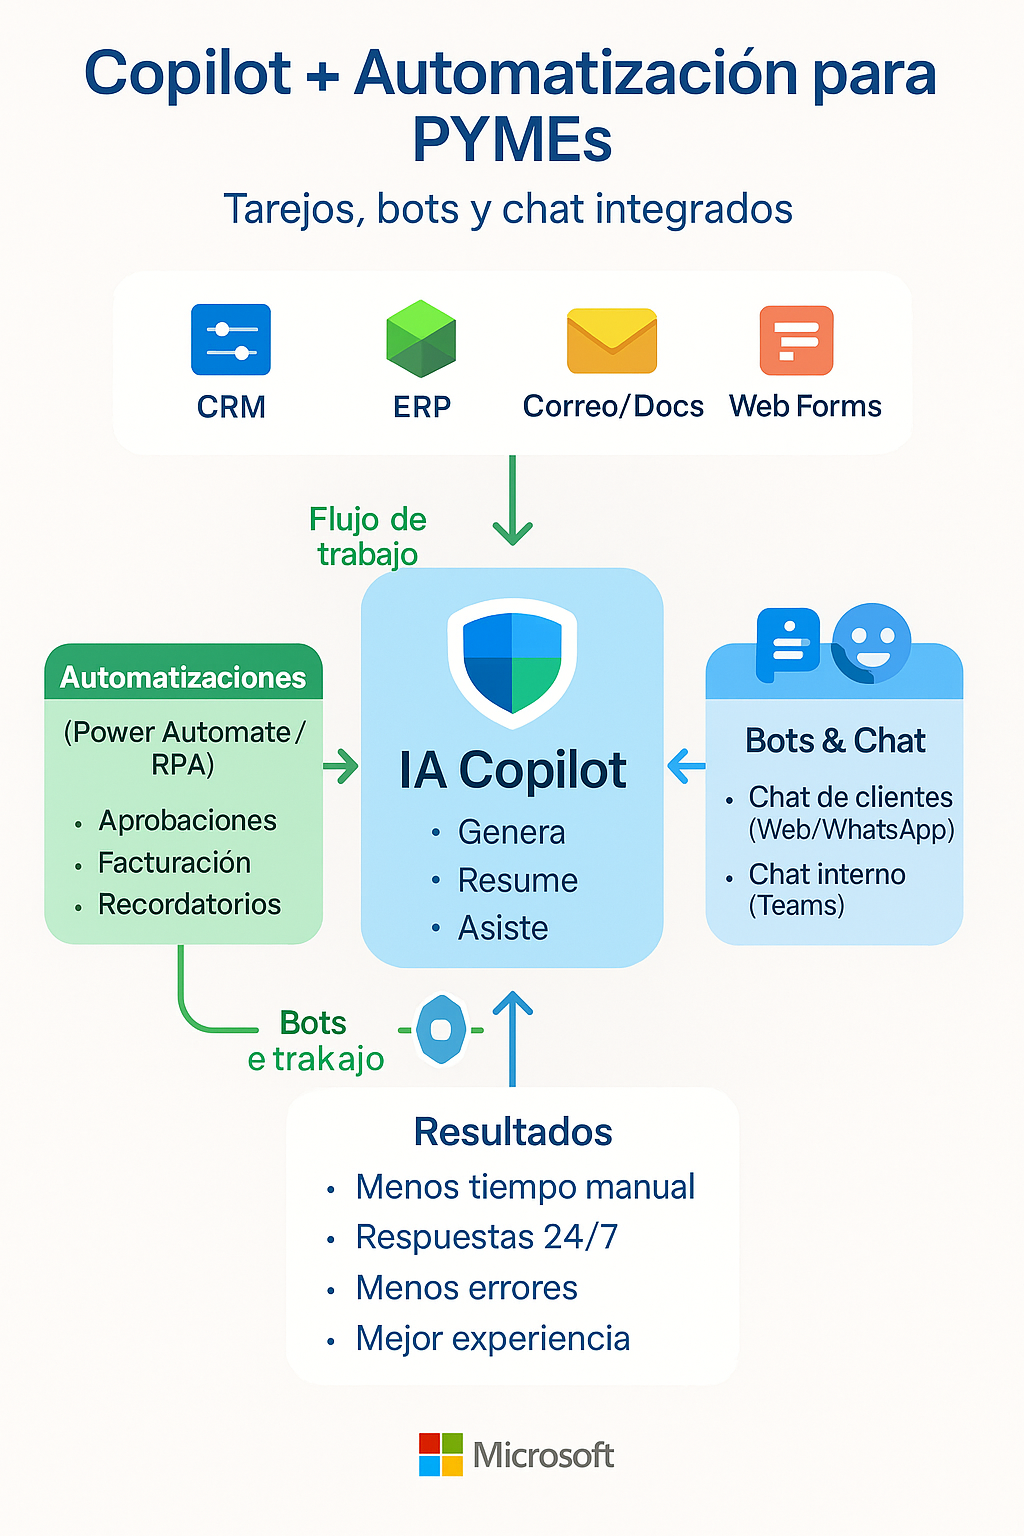 Copilot + Automatización para
PYMEs
Tarejos, bots y chat integrados
CRM
ERP
Correo/Docs
Web Forms
Flujo de
trabajo
Automatizaciones
(Power Automate/
RPA)
• Aprobaciones
• Facturación
• Recordatorios
IA Copilot
• Genera
• Resume
• Asiste
Bots & Chat
• Chat de clientes
(Web/WhatsApp)
• Chat interno
(Teams)
Bots
e trakajo
Resultados
• Menos tiempo manual
• Respuestas 24/7
• Menos errores
• Mejor experiencia
Microsoft